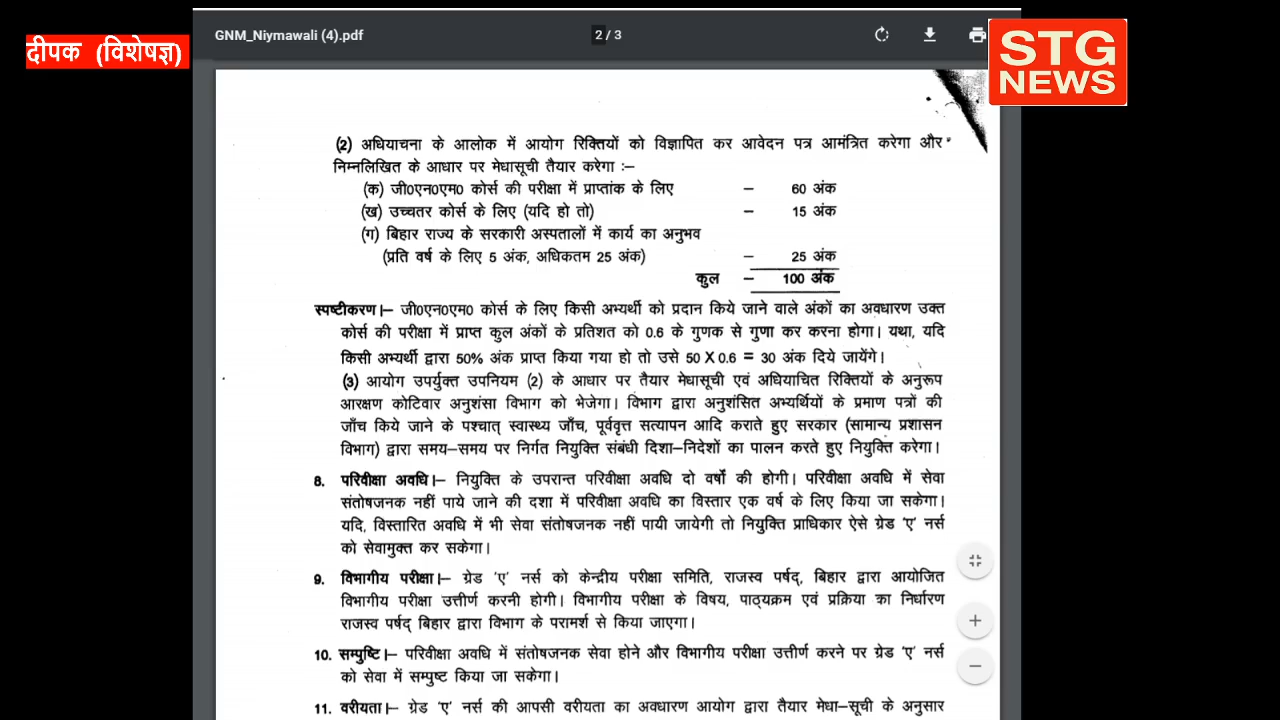 दीपक (विशेषज्ञ)
GNM_Niymawali (4).pdf
2 / 3
STG
NEWS
(2) अधियाचना के आलोक में आयोग रिक्तियों को विज्ञापित कर आवेदन पत्र आमंत्रित करेगा और
निम्नलिखित के आधार पर मेधासूची तैयार करेगा :–
(क) जी0एन0एम0 कोर्स की परीक्षा में प्राप्तांक के लिए – 60 अंक
(ख) उच्चतर कोर्स के लिए (यदि हो तो) – 15 अंक
(ग) बिहार राज्य के सरकारी अस्पतालों में कार्य का अनुभव
(प्रति वर्ष के लिए 5 अंक, अधिकतम 25 अंक) – 25 अंक
कुल – 100 अंक
स्पष्टीकरण।– जी0एन0एम0 कोर्स के लिए किसी अभ्यर्थी को प्रदान किये जाने वाले अंकों का अवधारण उक्त
कोर्स की परीक्षा में प्राप्त कुल अंकों के प्रतिशत को 0.6 के गुणक से गुणा कर करना होगा। यथा, यदि
किसी अभ्यर्थी द्वारा 50% अंक प्राप्त किया गया हो तो उसे 50 X 0.6 = 30 अंक दिये जायेंगे।
(3) आयोग उपर्युक्त उपनियम (2) के आधार पर तैयार मेधासूची एवं अधियाचित रिक्तियों के अनुरूप
आरक्षण कोटिवार अनुशंसा विभाग को भेजेगा। विभाग द्वारा अनुशंसित अभ्यर्थियों के प्रमाण पत्रों की
जाँच किये जाने के पश्चात् स्वास्थ्य जाँच, पूर्ववृत्त सत्यापन आदि कराते हुए सरकार (सामान्य प्रशासन
विभाग) द्वारा समय–समय पर निर्गत नियुक्ति संबंधी दिशा–निदेशों का पालन करते हुए नियुक्ति करेगा।
8. परिवीक्षा अवधि।– नियुक्ति के उपरान्त परिवीक्षा अवधि दो वर्षों की होगी। परिवीक्षा अवधि में सेवा
संतोषजनक नहीं पाये जाने की दशा में परिवीक्षा अवधि का विस्तार एक वर्ष के लिए किया जा सकेगा।
यदि, विस्तारित अवधि में भी सेवा संतोषजनक नहीं पायी जायेगी तो नियुक्ति प्राधिकार ऐसे ग्रेड ‘ए’ नर्स
को सेवामुक्त कर सकेगा।
9. विभागीय परीक्षा।– ग्रेड ‘ए’ नर्स को केन्द्रीय परीक्षा समिति, राजस्व पर्षद्, बिहार द्वारा आयोजित
विभागीय परीक्षा उत्तीर्ण करनी होगी। विभागीय परीक्षा के विषय, पाठ्यक्रम एवं प्रक्रिया का निर्धारण
राजस्व पर्षद् बिहार द्वारा विभाग के परामर्श से किया जाएगा।
10. सम्पुष्टि।– परिवीक्षा अवधि में संतोषजनक सेवा होने और विभागीय परीक्षा उत्तीर्ण करने पर ग्रेड ‘ए’ नर्स
को सेवा में सम्पुष्ट किया जा सकेगा।
11. वरीयता।– ग्रेड ‘ए’ नर्स की आपसी वरीयता का अवधारण आयोग द्वारा तैयार मेधा–सूची के अनुसार